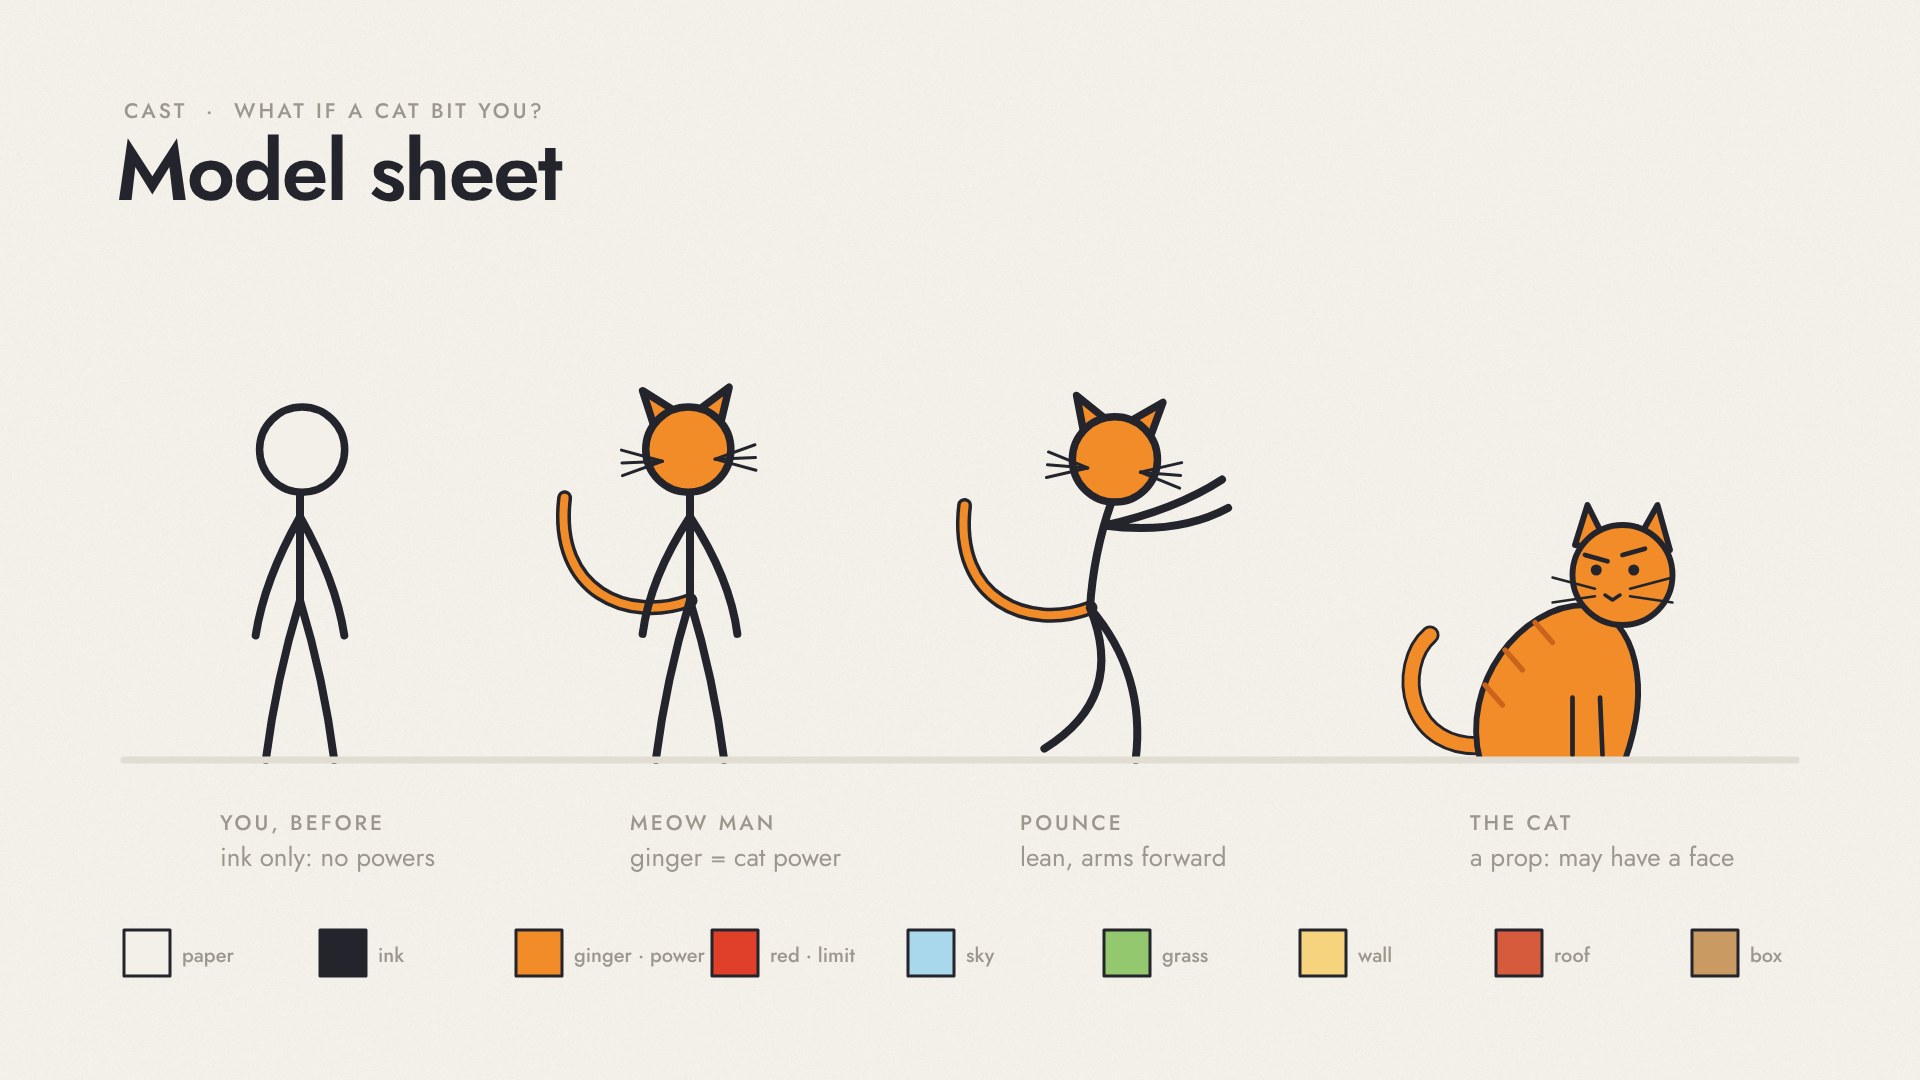 CAST · WHAT IF A CAT BIT YOU?
Model sheet
YOU, BEFORE
ink only: no powers
MEOW MAN
ginger = cat power
POUNCE
lean, arms forward
THE CAT
a prop: may have a face
paper
ink
ginger · power
red · limit
sky
grass
wall
roof
box